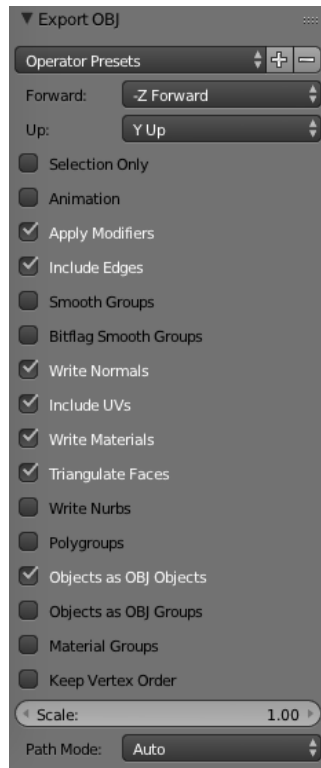 Export OBJ
Operator Presets
Forward: -Z Forward
Up: Y Up
Selection Only
Animation
Apply Modifiers
Include Edges
Smooth Groups
Bitflag Smooth Groups
Write Normals
Include UVs
Write Materials
Triangulate Faces
Write Nurbs
Polygroups
Objects as OBJ Objects
Objects as OBJ Groups
Material Groups
Keep Vertex Order
Scale: 1.00
Path Mode: Auto